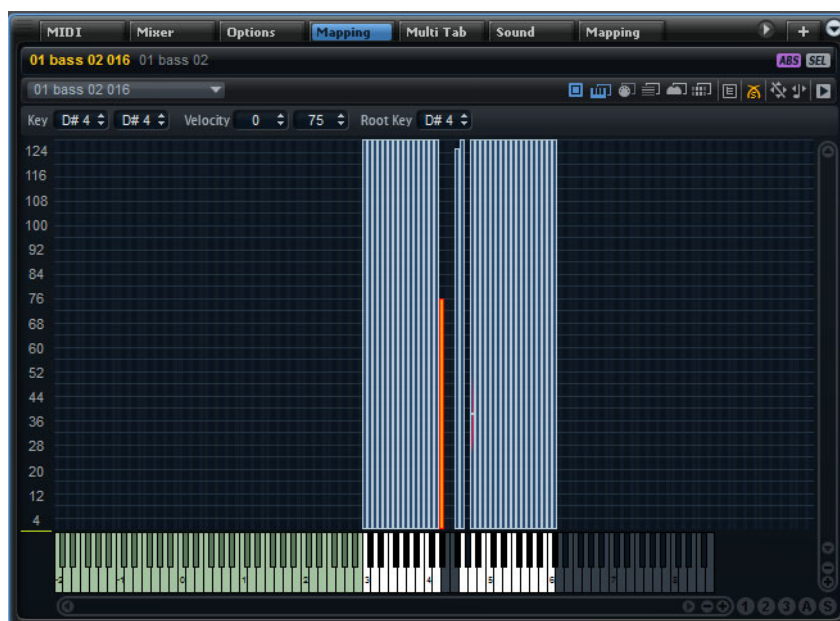 MIDI Mixer Options Mapping Multi Tab Sound Mapping +
01 bass 02 016 01 bass 02 ABS SEL
01 bass 02 016 E
Key D# 4 D# 4 Velocity 0 75 Root Key D# 4
124
116
108
100
92
84
76
68
60
52
44
36
28
20
12
4
-2 -1 0 1 2 3 4 5 6 7 8
1 2 3 A S